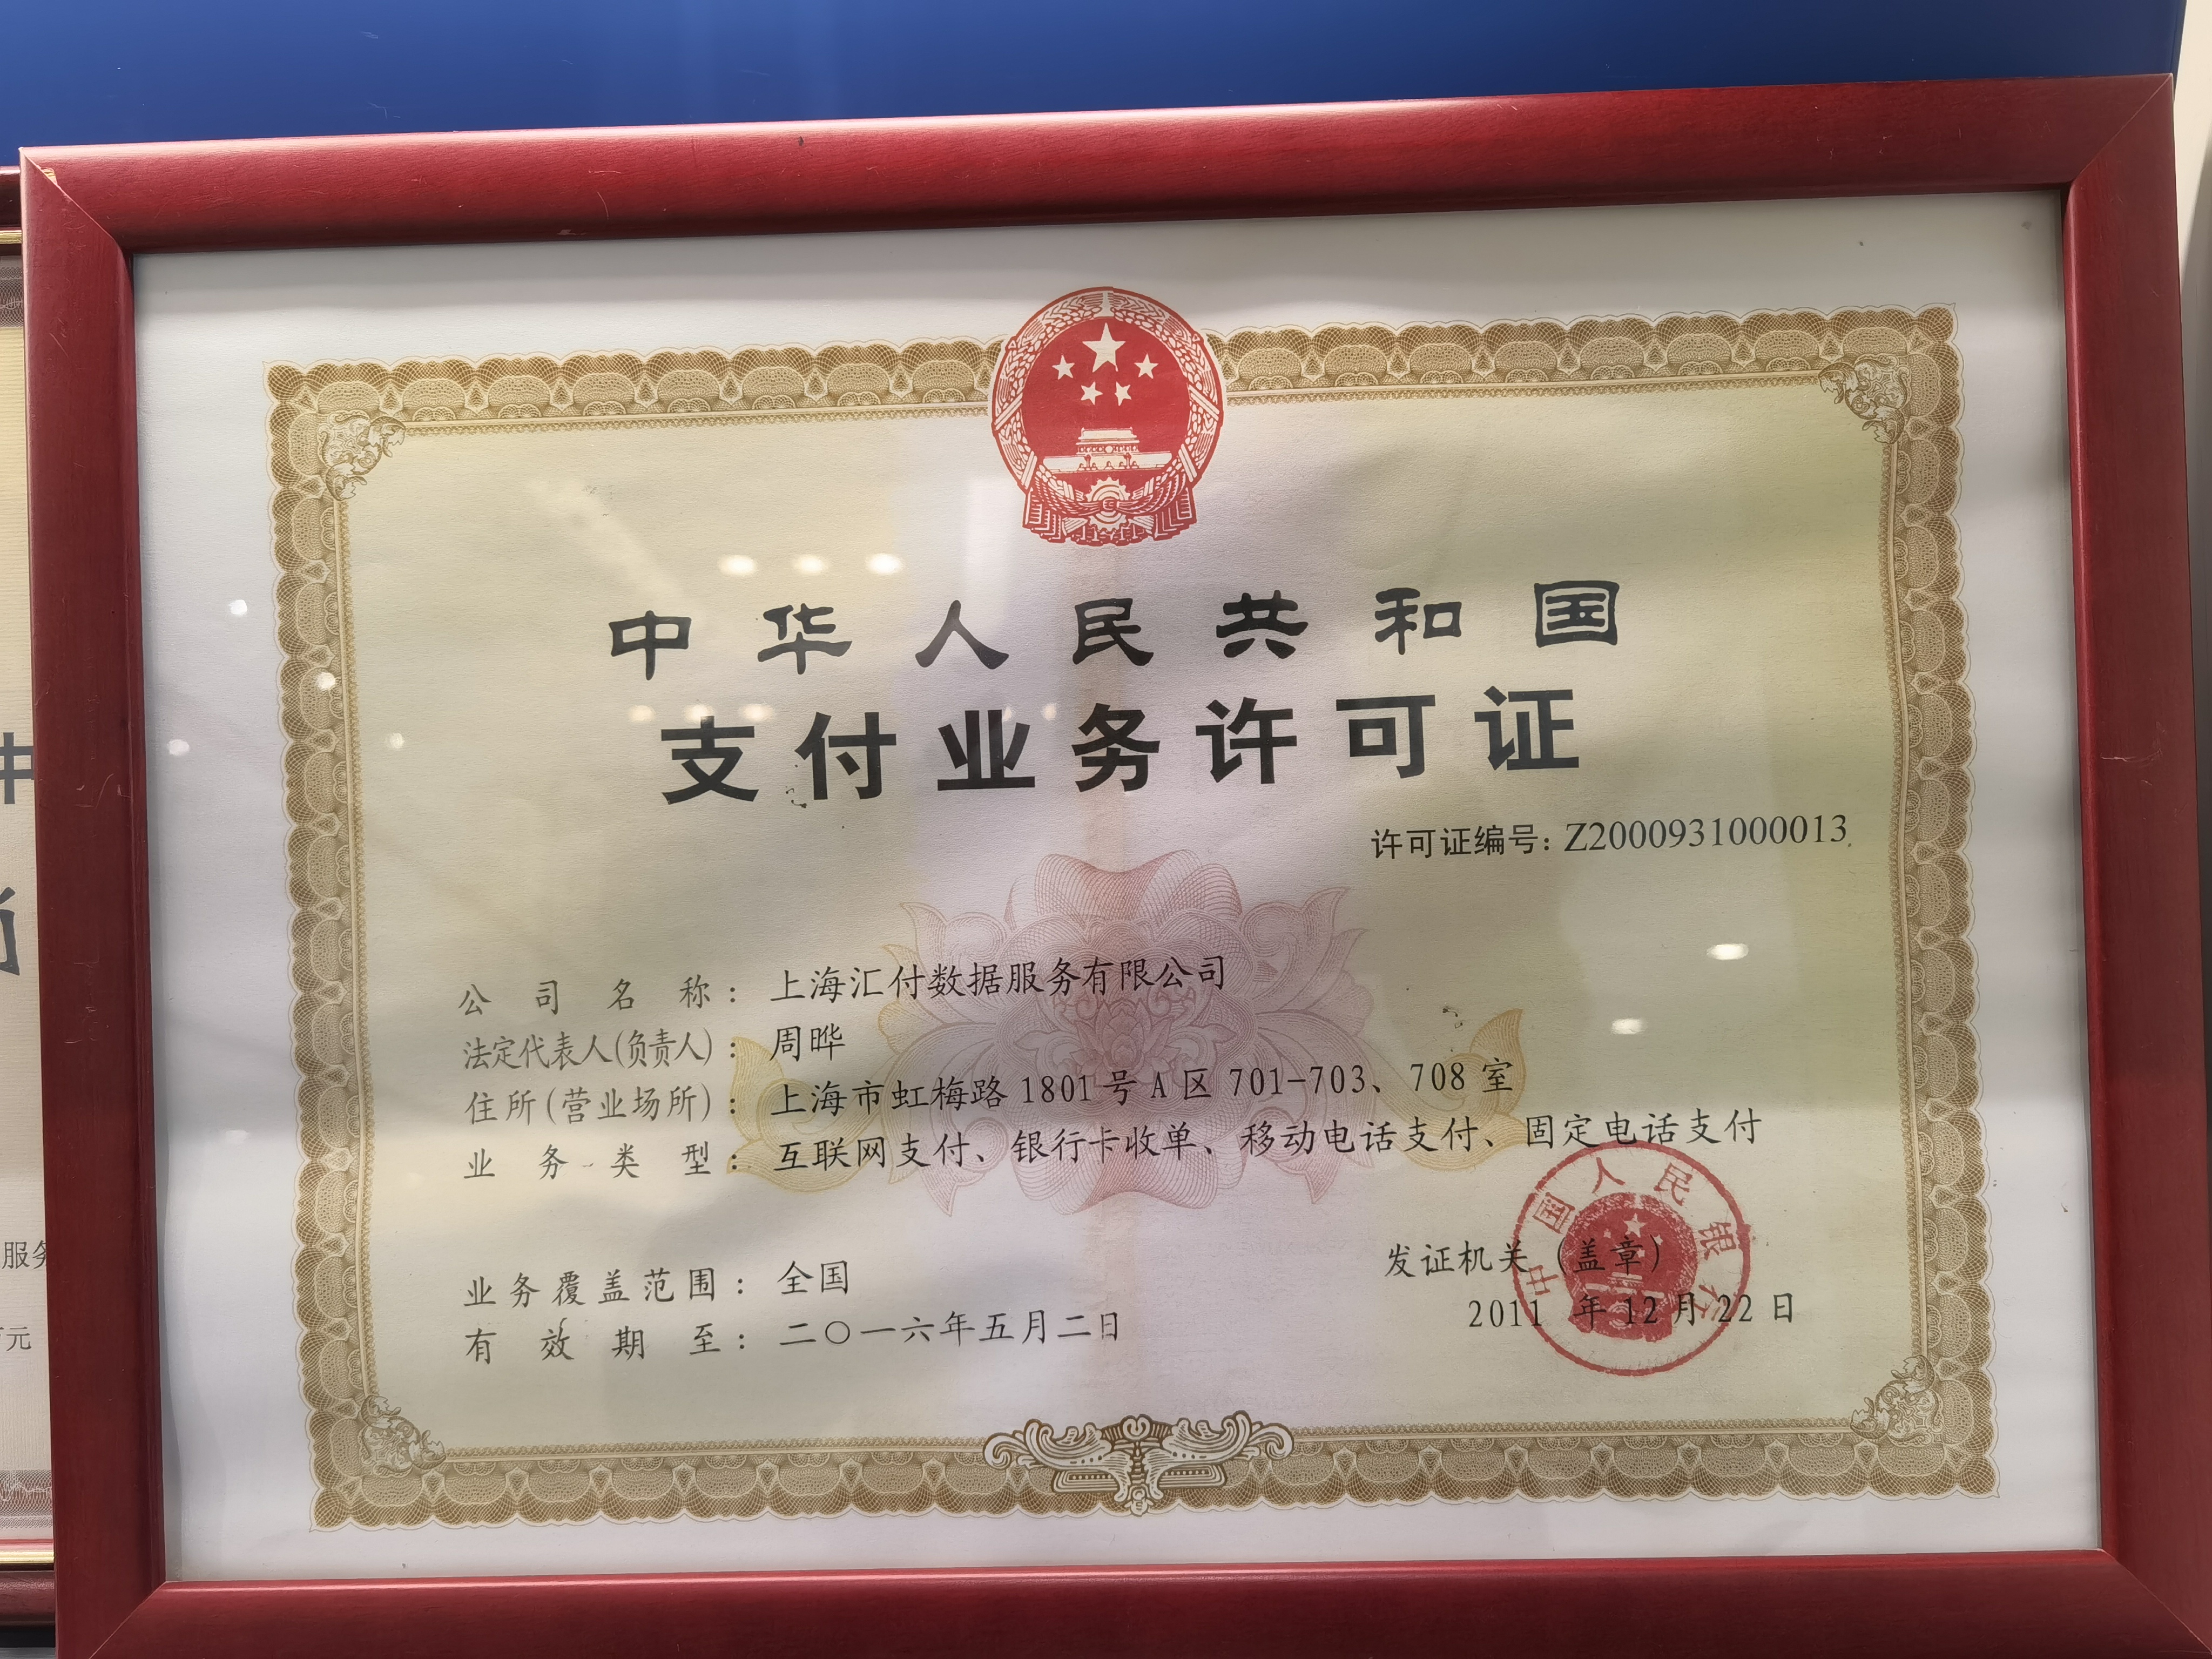 中华人民共和国
支付业务许可证
许可证编号：Z2000931000013
公司名称：上海汇付数据服务有限公司
法定代表人(负责人)：周晔
住所(营业场所)：上海市虹梅路1801号A区701-703、708室
业务类型：互联网支付、银行卡收单、移动电话支付、固定电话支付
业务覆盖范围：全国
有效期至：二〇一六年五月二日
发证机关（盖章）
2011年12月22日
中国人民银行
服务
元